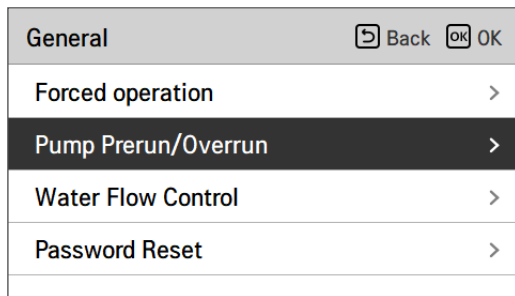 General Back OK OK
Forced operation
Pump Prerun/Overrun
Water Flow Control
Password Reset